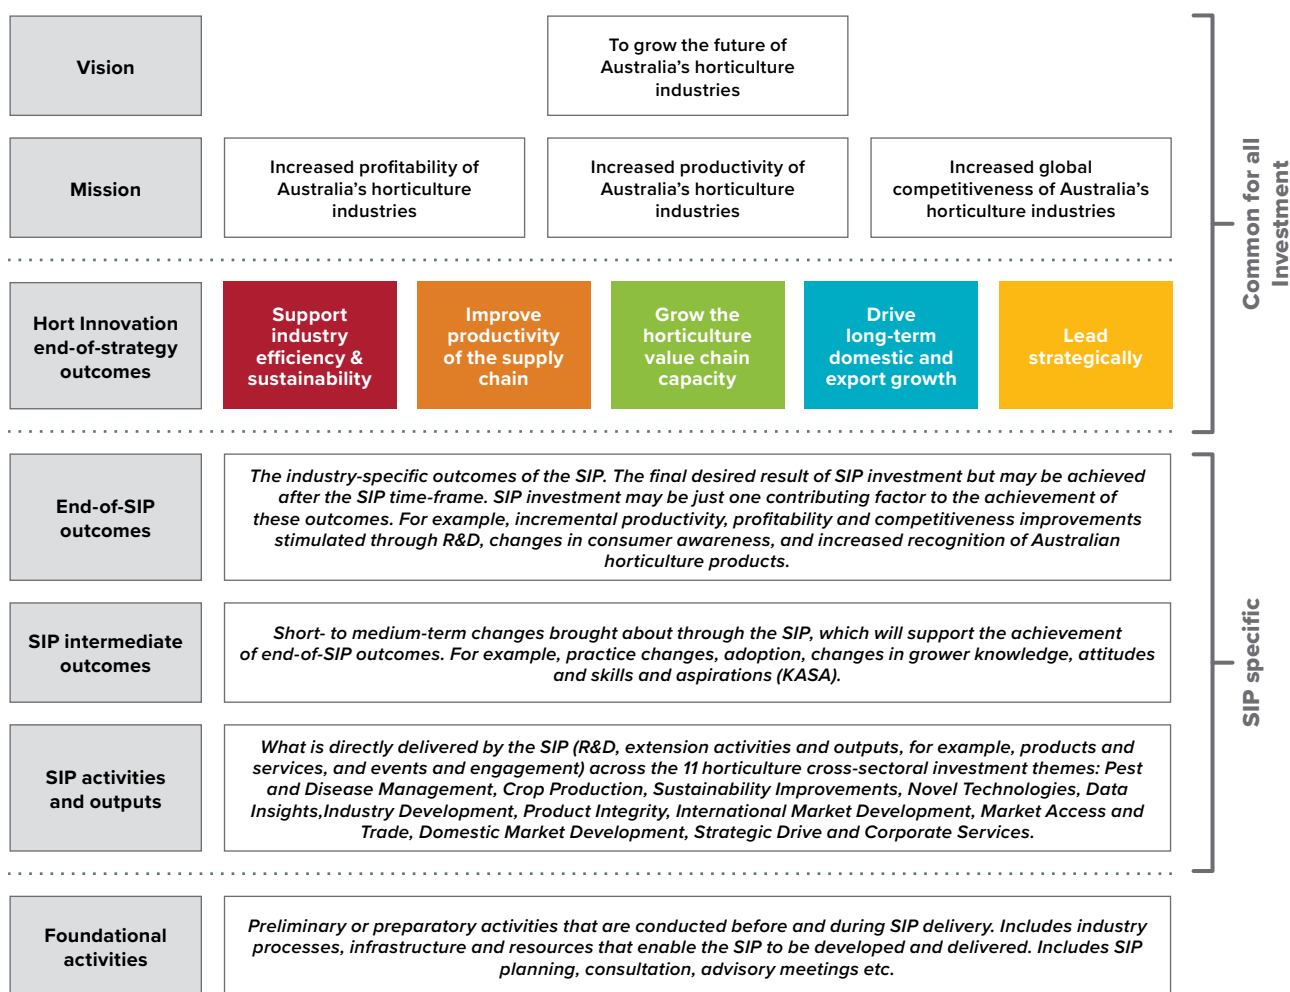 Vision
To grow the future of
Australia’s horticulture
industries
Mission
Increased profitability of
Australia’s horticulture
industries
Increased productivity of
Australia’s horticulture
industries
Increased global
competitiveness of Australia’s
horticulture industries
Common for all
Investment
Hort Innovation
end-of-strategy
outcomes
Support
industry
efficiency &
sustainability
Improve
productivity
of the supply
chain
Grow the
horticulture
value chain
capacity
Drive
long-term
domestic and
export growth
Lead
strategically
End-of-SIP
outcomes
The industry-specific outcomes of the SIP. The final desired result of SIP investment but may be achieved
after the SIP time-frame. SIP investment may be just one contributing factor to the achievement of
these outcomes. For example, incremental productivity, profitability and competitiveness improvements
stimulated through R&D, changes in consumer awareness, and increased recognition of Australian
horticulture products.
SIP intermediate
outcomes
Short- to medium-term changes brought about through the SIP, which will support the achievement
of end-of-SIP outcomes. For example, practice changes, adoption, changes in grower knowledge, attitudes
and skills and aspirations (KASA).
SIP specific
SIP activities
and outputs
What is directly delivered by the SIP (R&D, extension activities and outputs, for example, products and
services, and events and engagement) across the 11 horticulture cross-sectoral investment themes: Pest
and Disease Management, Crop Production, Sustainability Improvements, Novel Technologies, Data
Insights,Industry Development, Product Integrity, International Market Development, Market Access and
Trade, Domestic Market Development, Strategic Drive and Corporate Services.
Foundational
activities
Preliminary or preparatory activities that are conducted before and during SIP delivery. Includes industry
processes, infrastructure and resources that enable the SIP to be developed and delivered. Includes SIP
planning, consultation, advisory meetings etc.